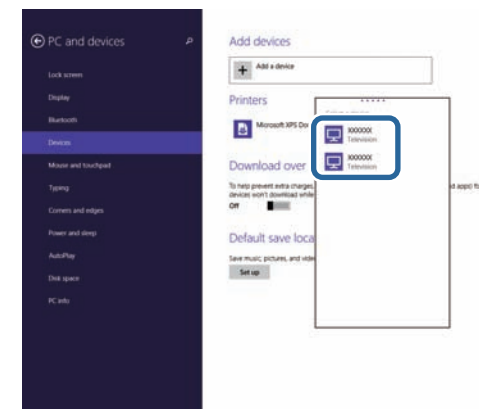 PC and devices
Lock screen
Display
Bluetooth
Devices
Mouse and touchpad
Typing
Corners and edges
Power and sleep
AutoPlay
Disk space
PC info
Add devices
Add a device
Printers
Microsoft XPS Doc
XXXXXX
Television
XXXXXX
Television
Download over
To help prevent extra charges,
devices won't download while
Off
Default save loca
Save music, pictures, and vide
Set up